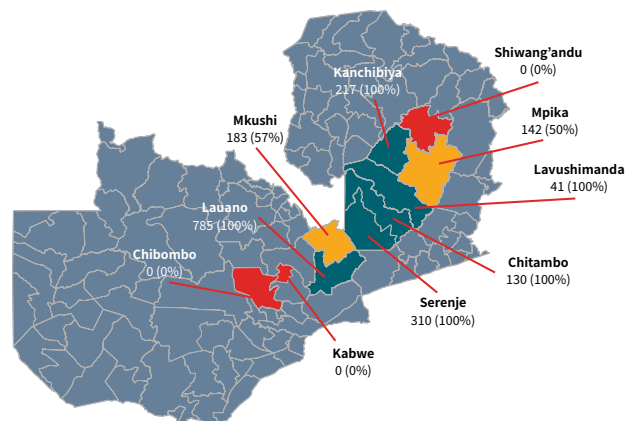 Shiwang’andu
0 (0%)
Kanchibiya
217 (100%)
Mpika
142 (50%)
Mkushi
183 (57%)
Lavushimanda
41 (100%)
Lauano
785 (100%)
Chibombo
0 (0%)
Chitambo
130 (100%)
Serenje
310 (100%)
Kabwe
0 (0%)